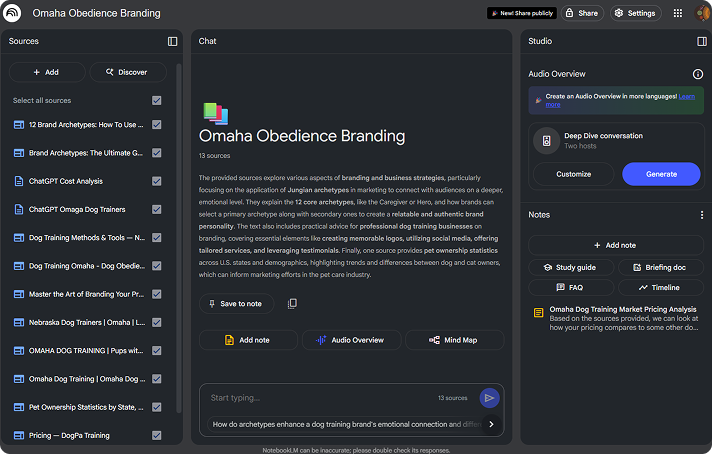 Omaha Obedience Branding
New! Share publicly
Share
Settings
Sources
Add
Discover
Select all sources
12 Brand Archetypes: How To Use ...
Brand Archetypes: The Ultimate G...
ChatGPT Cost Analysis
ChatGPT Omaga Dog Trainers
Dog Training Methods & Tools — N...
Dog Training Omaha - Dog Obedie...
Master the Art of Branding Your Pr...
Nebraska Dog Trainers | Omaha | L...
OMAHA DOG TRAINING | Pups wit...
Omaha Dog Training | Omaha Dog ...
Pet Ownership Statistics by State, ...
Pricing — DogPa Training
Chat
Omaha Obedience Branding
13 sources
The provided sources explore various aspects of branding and business strategies, particularly
focusing on the application of Jungian archetypes in marketing to connect with audiences on a deeper,
emotional level. They explain the 12 core archetypes, like the Caregiver or Hero, and how brands can
select a primary archetype along with secondary ones to create a relatable and authentic brand
personality. The text also includes practical advice for professional dog training businesses
on branding, covering essential elements like creating memorable logos, utilizing social media, offering
tailored services, and leveraging testimonials. Finally, one source provides pet ownership statistics
across U.S. states and demographics, highlighting trends and differences between dog and cat owners,
which can inform marketing efforts in the pet care industry.
Save to note
Add note
Audio Overview
Mind Map
Start typing...
13 sources
How do archetypes enhance a dog training brand's emotional connection and differ
Studio
Audio Overview
Create an Audio Overview in more languages! Learn
more
Deep Dive conversation
Two hosts
Customize
Generate
Notes
Add note
Study guide
Briefing doc
FAQ
Timeline
Omaha Dog Training Market Pricing Analysis
Based on the sources provided, we can look at
how your pricing compares to some other do...
NotebookLM can be inaccurate; please double check its responses.